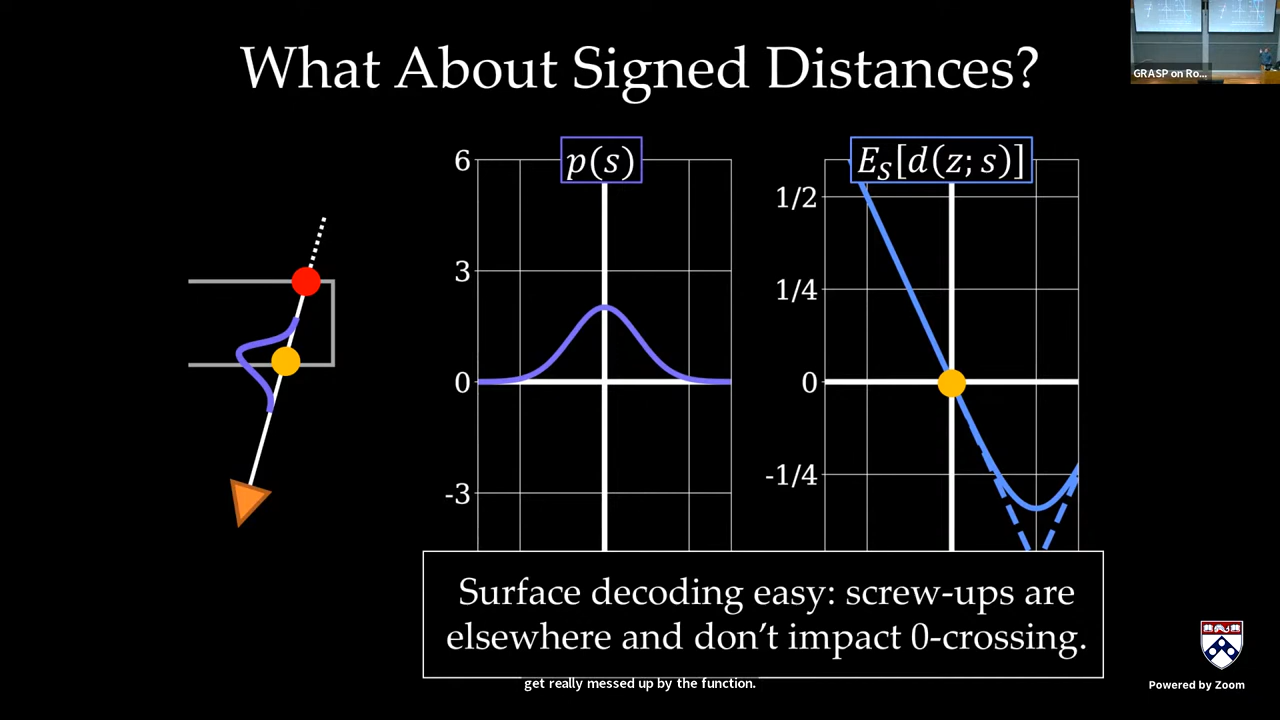 What About Signed Distances?
GRASP on Ro...
p(s)
6
3
0
-3
E_S[d(z; s)]
1/2
1/4
0
-1/4
Surface decoding easy: screw-ups are
elsewhere and don't impact 0-crossing.
get really messed up by the function.
Powered by Zoom